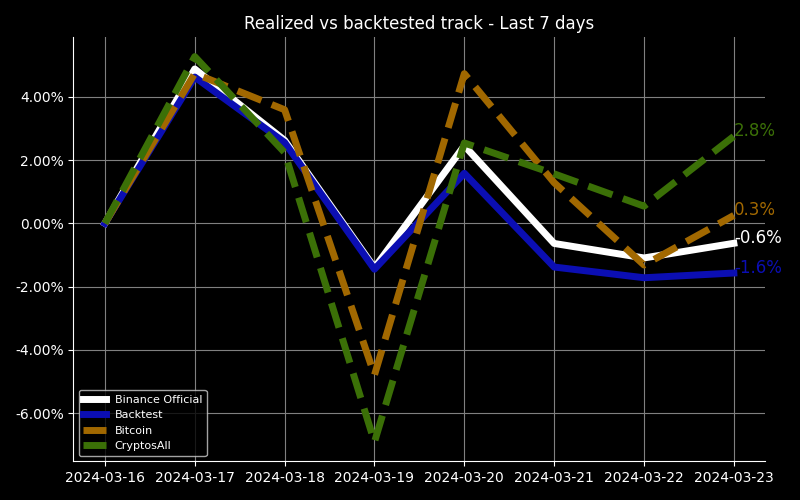 Realized vs backtested track - Last 7 days
4.00%
2.00%
0.00%
-2.00%
-4.00%
-6.00%
2.8%
0.3%
-0.6%
-1.6%
Binance Official
Backtest
Bitcoin
CryptosAll
2024-03-16 2024-03-17 2024-03-18 2024-03-19 2024-03-20 2024-03-21 2024-03-22 2024-03-23